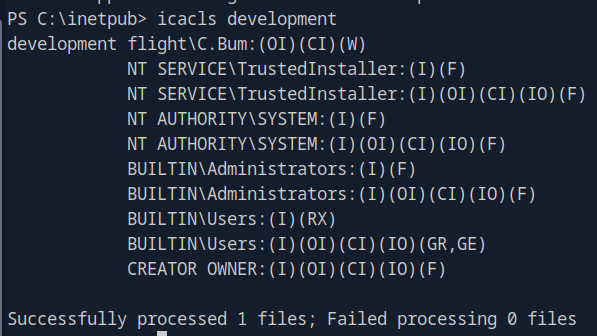 PS C:\inetpub> icacls development
development flight\C.Bum:(OI)(CI)(W)
NT SERVICE\TrustedInstaller:(I)(F)
NT SERVICE\TrustedInstaller:(I)(OI)(CI)(IO)(F)
NT AUTHORITY\SYSTEM:(I)(F)
NT AUTHORITY\SYSTEM:(I)(OI)(CI)(IO)(F)
BUILTIN\Administrators:(I)(F)
BUILTIN\Administrators:(I)(OI)(CI)(IO)(F)
BUILTIN\Users:(I)(RX)
BUILTIN\Users:(I)(OI)(CI)(IO)(GR,GE)
CREATOR OWNER:(I)(OI)(CI)(IO)(F)
Successfully processed 1 files; Failed processing 0 files